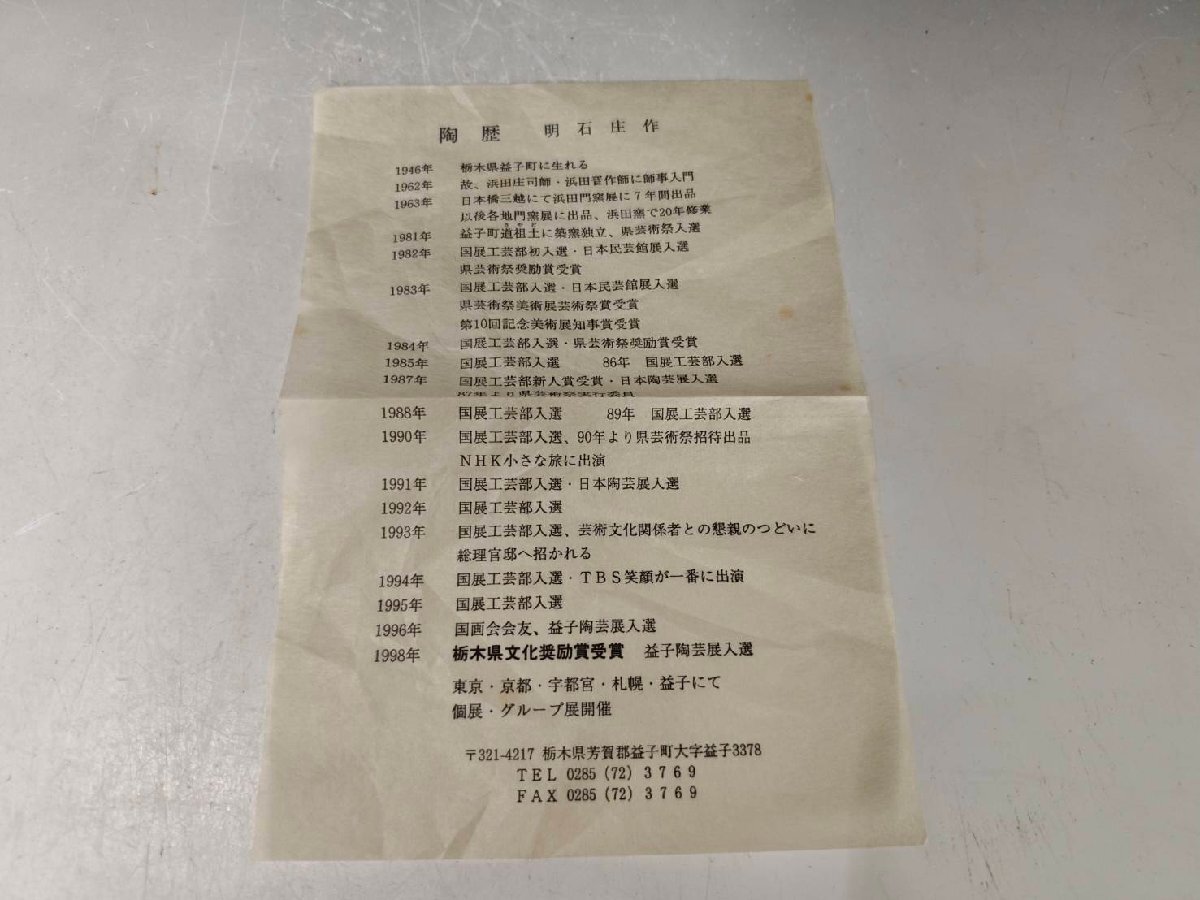 陶歴 明石庄作
1946年 栃木県益子町に生れる
1962年 故、浜田庄司師・浜田晋作師に師事入門
1963年 日本橋三越にて浜田門窯展に7年間出品
以後各地門窯展に出品、浜田窯で20年修業
1981年 益子町道祖土に築窯独立、県芸術祭入選
1982年 国展工芸部初入選・日本民芸館展入選
県芸術祭奨励賞受賞
1983年 国展工芸部入選・日本民芸館展入選
県芸術祭美術展芸術祭賞受賞
第10回記念美術展知事賞受賞
1984年 国展工芸部入選・県芸術祭奨励賞受賞
1985年 国展工芸部入選 86年 国展工芸部入選
1987年 国展工芸部新人賞受賞・日本陶芸展入選
87年より県芸術祭実行委員
1988年 国展工芸部入選 89年 国展工芸部入選
1990年 国展工芸部入選、90年より県芸術祭招待出品
NHK小さな旅に出演
1991年 国展工芸部入選・日本陶芸展入選
1992年 国展工芸部入選
1993年 国展工芸部入選、芸術文化関係者との懇親のつどいに
総理官邸へ招かれる
1994年 国展工芸部入選・TBS笑顔が一番に出演
1995年 国展工芸部入選
1996年 国画会会友、益子陶芸展入選
1998年 栃木県文化奨励賞受賞 益子陶芸展入選
東京・京都・宇都宮・札幌・益子にて
個展・グループ展開催
〒321-4217 栃木県芳賀郡益子町大字益子3378
TEL 0285(72)3769
FAX 0285(72)3769